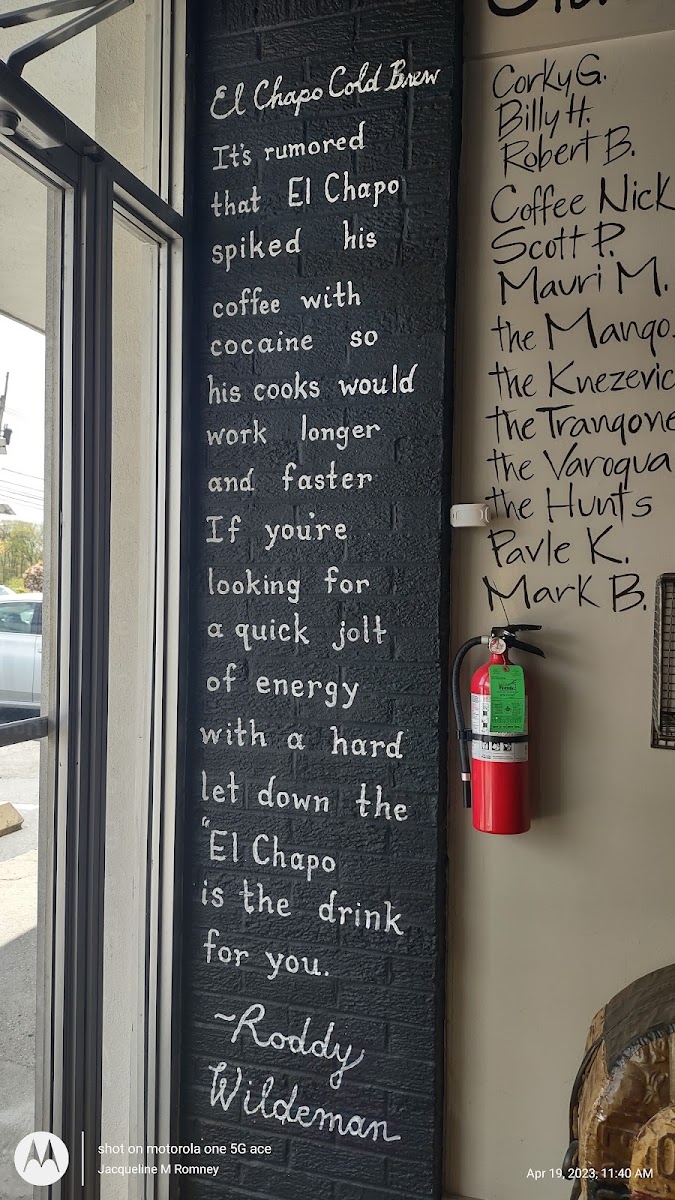 El Chapo Cold Brew
It's rumored
that El Chapo
spiked his
coffee with
cocaine so
his cooks would
work longer
and faster
If you're
looking for
a quick jolt
of energy
with a hard
let down the
"El Chapo
is the drink
for you.
~Roddy
Wildeman
Corky G.
Billy H.
Robert B.
Coffee Nick
Scott P.
Mauri M.
the Mango
the Knezevic
the Trangone
the Varoqua
the Hunts
Pavle K.
Mark B.
shot on motorola one 5G ace
Jacqueline M Romney
Apr 19, 2023, 11:40 AM